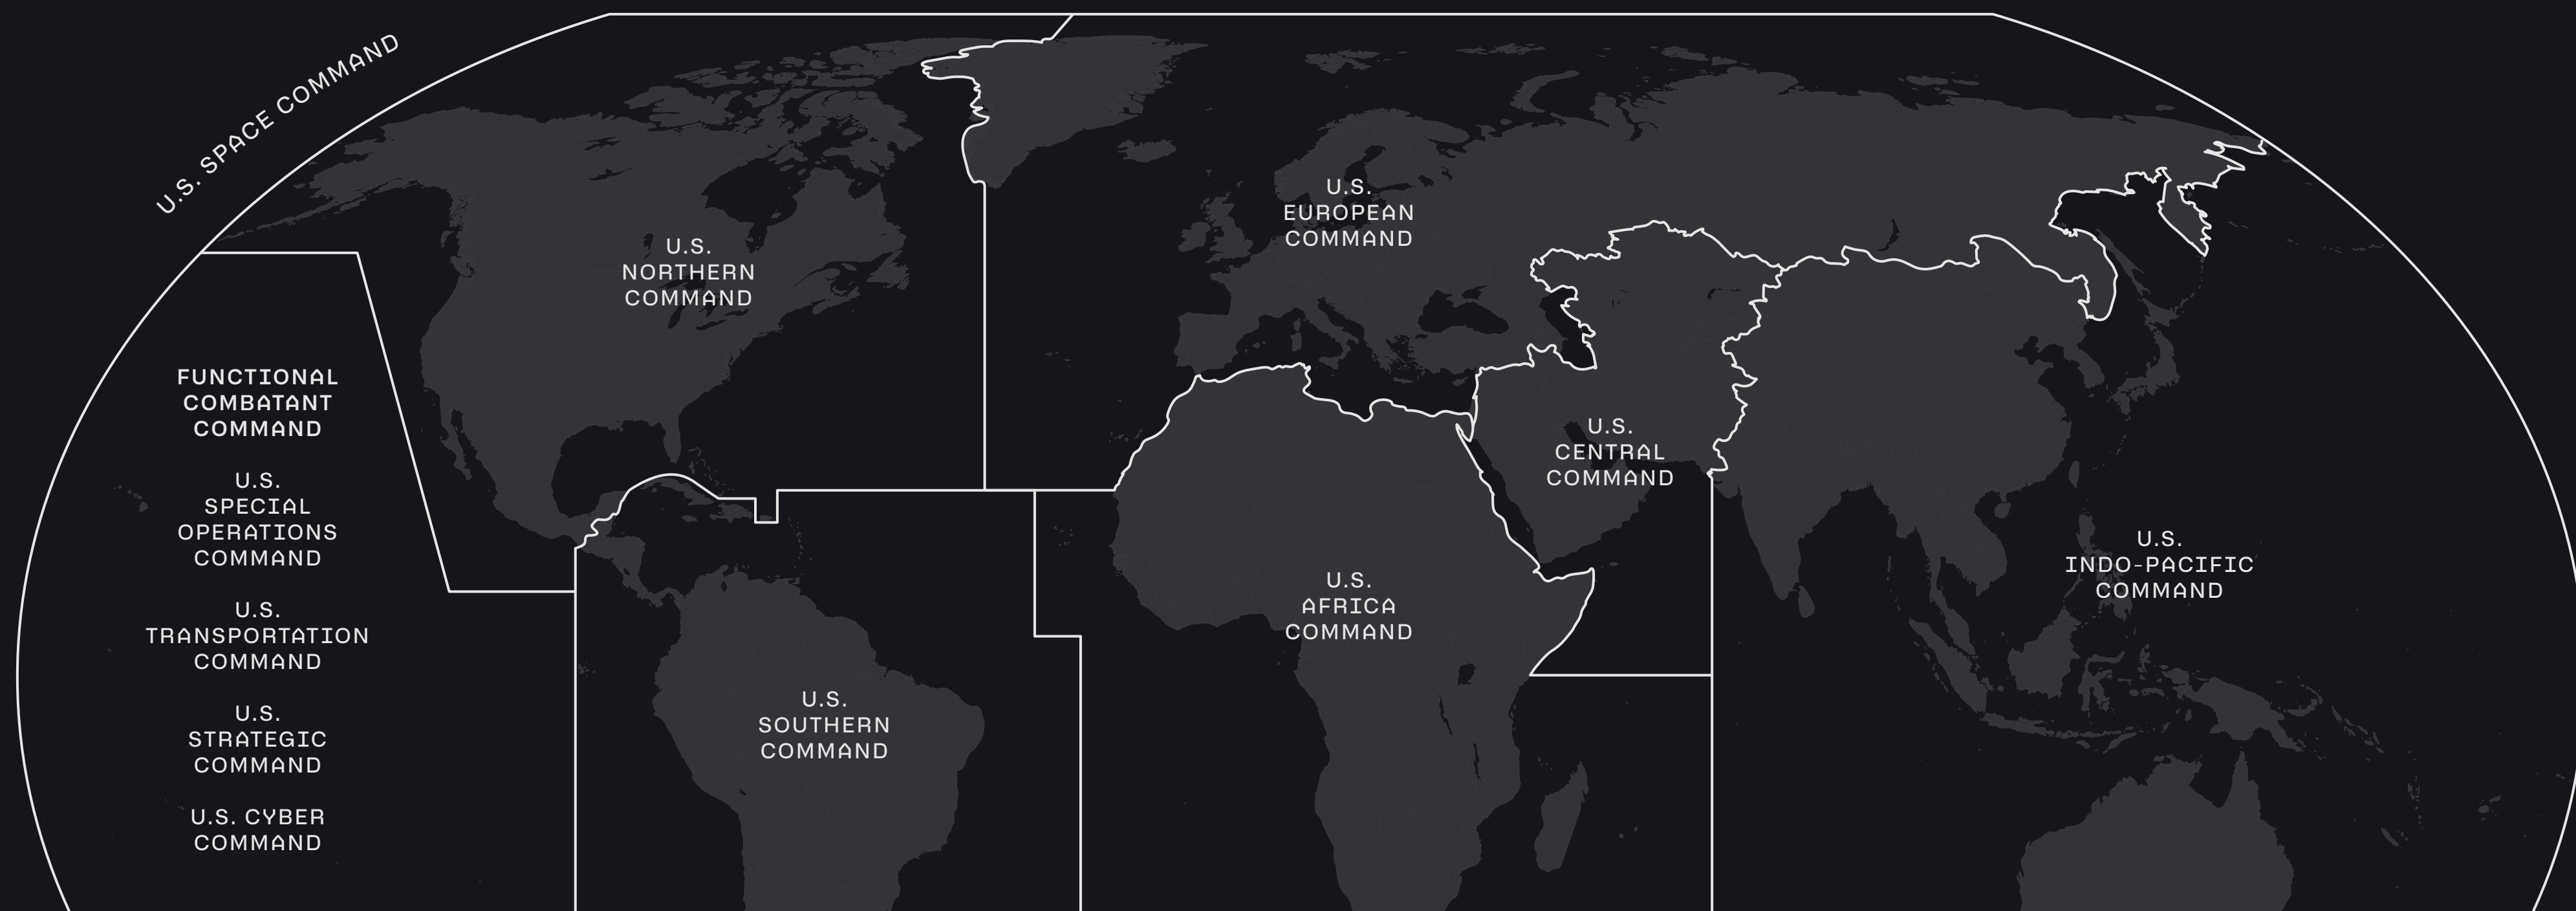 U.S. SPACE COMMAND
U.S.
NORTHERN
COMMAND
U.S.
EUROPEAN
COMMAND
FUNCTIONAL
COMBATANT
COMMAND
U.S.
SPECIAL
OPERATIONS
COMMAND
U.S.
TRANSPORTATION
COMMAND
U.S.
STRATEGIC
COMMAND
U.S. CYBER
COMMAND
U.S.
CENTRAL
COMMAND
U.S.
INDO-PACIFIC
COMMAND
U.S.
AFRICA
COMMAND
U.S.
SOUTHERN
COMMAND